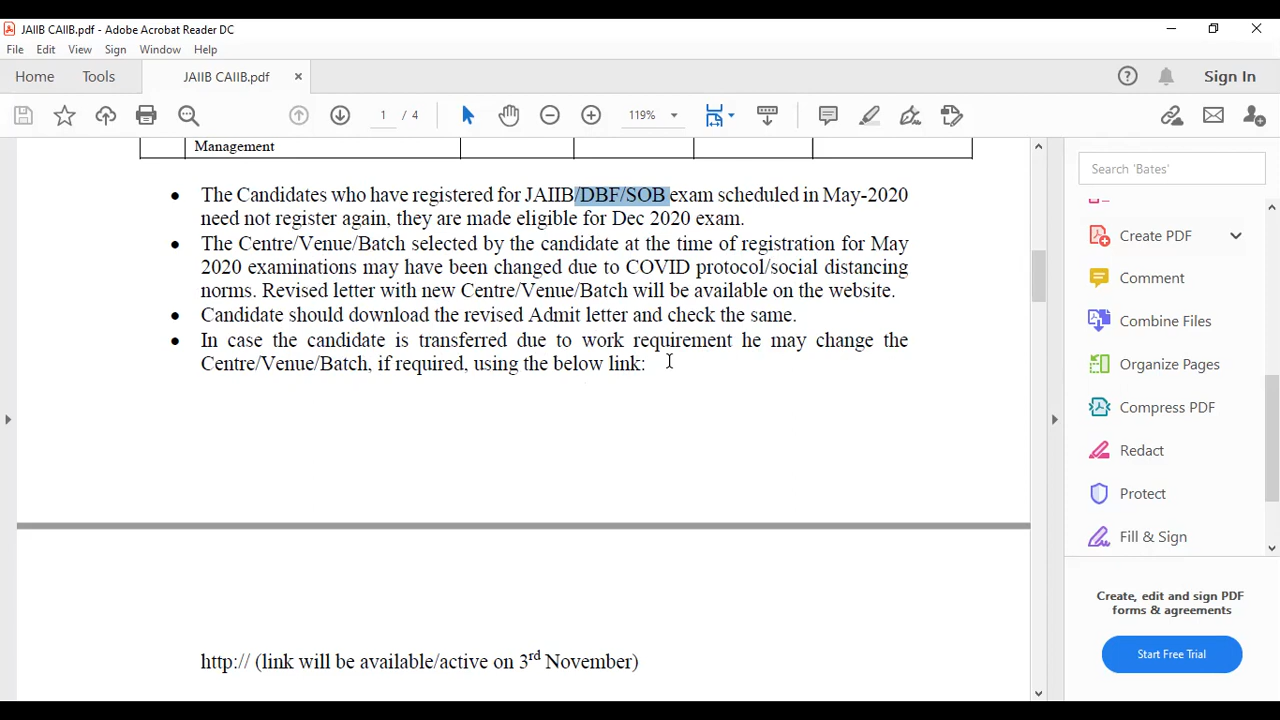 JAIIB CAIIB.pdf - Adobe Acrobat Reader DC
File Edit View Sign Window Help
Home Tools JAIIB CAIIB.pdf × Sign In
1 / 4 119%
Management
• The Candidates who have registered for JAIIB/DBF/SOB exam scheduled in May-2020
need not register again, they are made eligible for Dec 2020 exam.
• The Centre/Venue/Batch selected by the candidate at the time of registration for May
2020 examinations may have been changed due to COVID protocol/social distancing
norms. Revised letter with new Centre/Venue/Batch will be available on the website.
• Candidate should download the revised Admit letter and check the same.
• In case the candidate is transferred due to work requirement he may change the
Centre/Venue/Batch, if required, using the below link:
http:// (link will be available/active on 3rd November)
Search 'Bates'
Create PDF
Comment
Combine Files
Organize Pages
Compress PDF
Redact
Protect
Fill & Sign
Create, edit and sign PDF
forms & agreements
Start Free Trial